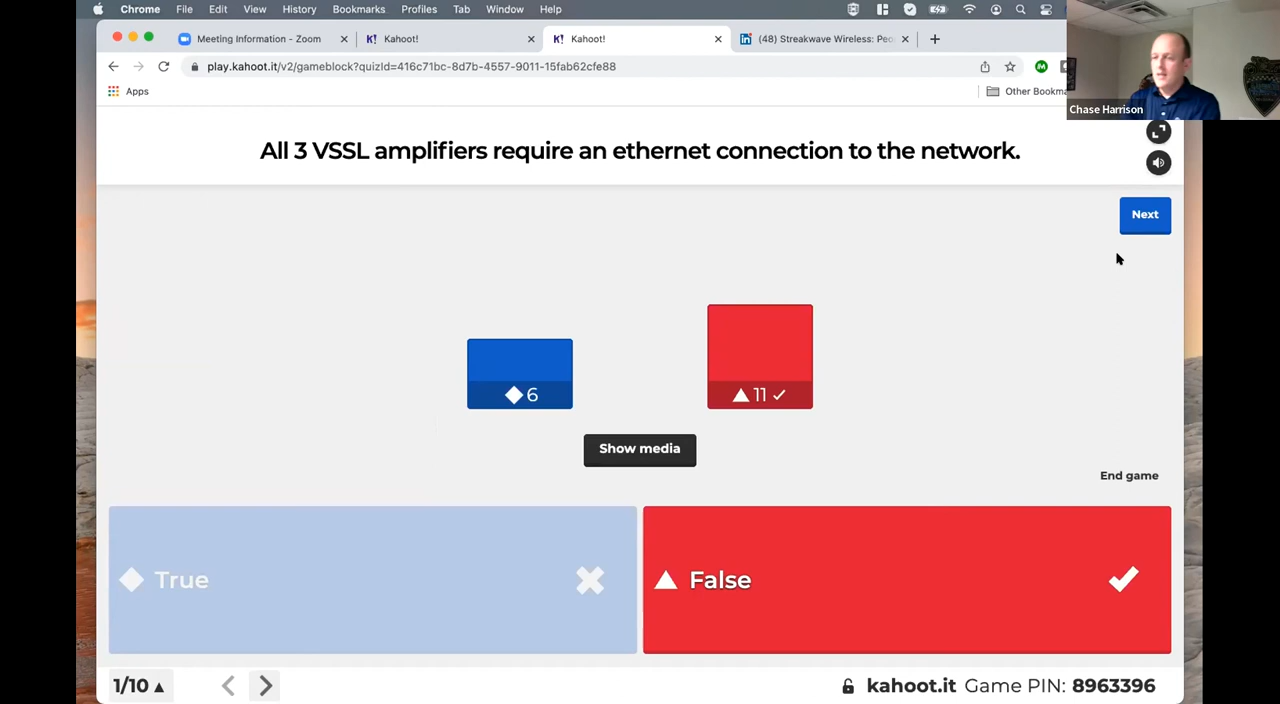 Chrome File Edit View History Bookmarks Profiles Tab Window Help
Meeting Information - Zoom
K! Kahoot!
K! Kahoot!
in (48) Streakwave Wireless: Peo
play.kahoot.it/v2/gameblock?quizId=416c71bc-3d7b-4557-9011-15fab62cfe88
Apps
Other Bookma
Chase Harrison
All 3 VSSL amplifiers require an ethernet connection to the network.
Next
6
11
Show media
End game
True
False
1/10
kahoot.it Game PIN: 8963396